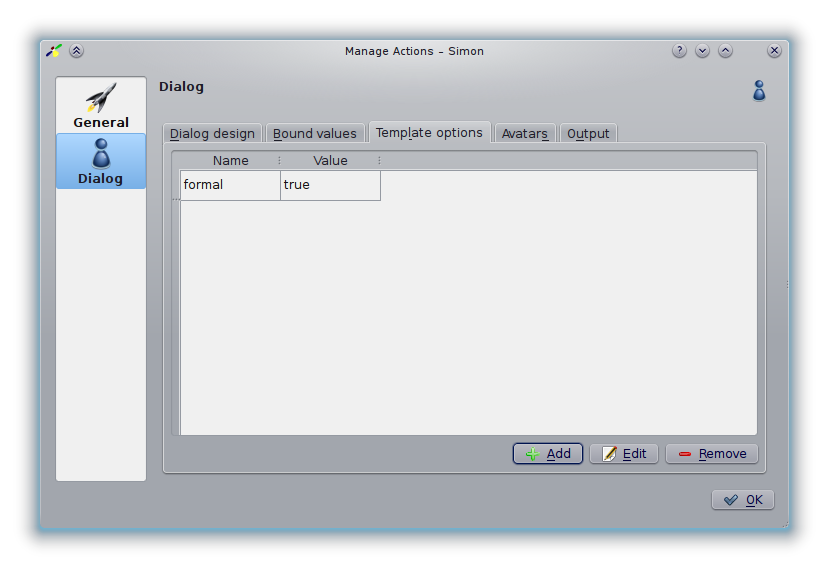 Manage Actions – Simon
General
Dialog
Dialog
Dialog design Bound values Template options Avatars Output
Name Value
formal true
Add Edit Remove
OK